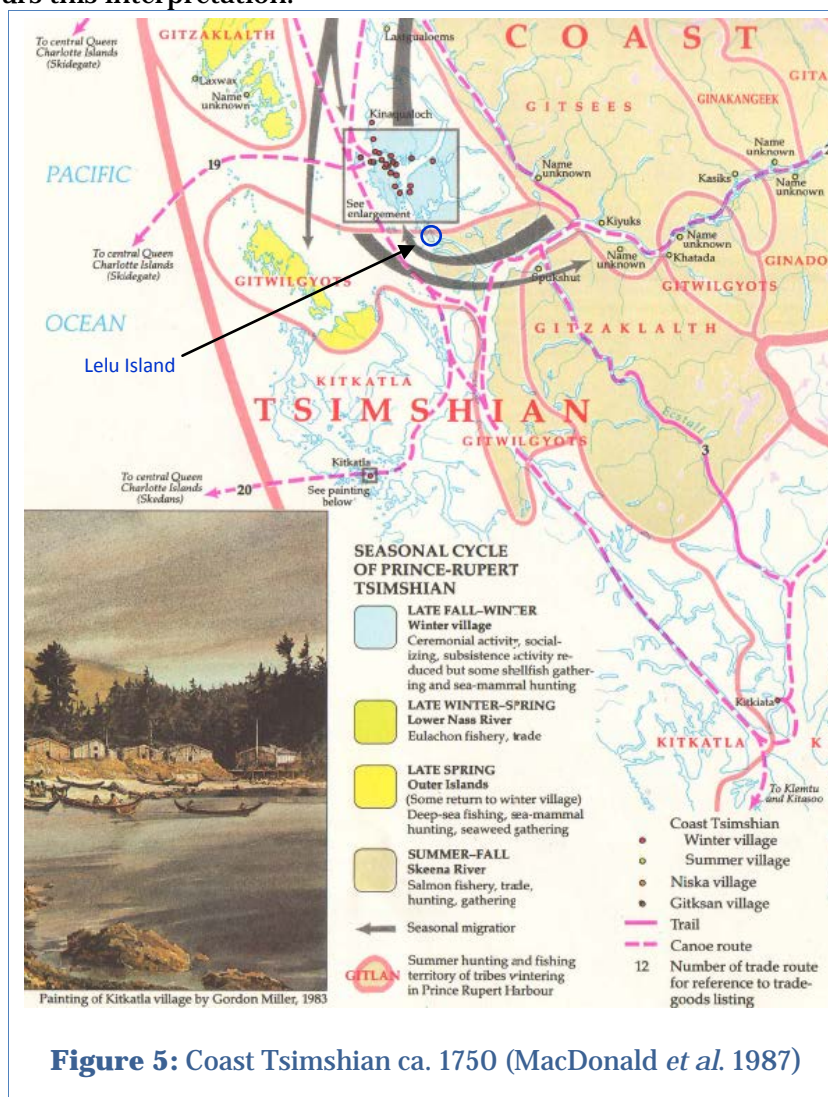 urs this interpretation.
To central Queen
Charlotte Islands
(Skidegate)
GITZAKLALTH
Laxwax
Name
unknown
Laxgualoems
COAST
GITSEES
GINAKANGEEK
GITA
Kinaqualoch
PACIFIC
19
See
enlargement
Name
unknown
Kasiks
Name
unknown
Name
unknown
Kiyuks
Name
unknown
Khatada
Name
unknown
GINADO
To central Queen
Charlotte Islands
(Skidegate)
GITWILGYOTS
Spukshut
GITWILGYOTS
OCEAN
GITZAKLALTH
Lelu Island
KITKATLA
TSIMSHIAN
Ecstall
GITWILGYOTS
3
Kitkatla
To central Queen
Charlotte Islands
(Skedans)
20
See painting
below
SEASONAL CYCLE
OF PRINCE-RUPERT
TSIMSHIAN
LATE FALL–WINTER
Winter village
Ceremonial activity, social-
izing, subsistence activity re-
duced but some shellfish gather-
ing and sea-mammal hunting
LATE WINTER–SPRING
Lower Nass River
Eulachon fishery, trade
LATE SPRING
Outer Islands
(Some return to winter village)
Deep-sea fishing, sea-mammal
hunting, seaweed gathering
SUMMER–FALL
Skeena River
Salmon fishery, trade,
hunting, gathering
Seasonal migration
GITLAN
Summer hunting and fishing
territory of tribes wintering
in Prince Rupert Harbour
Kitkiata
KITKATLA
K
To Klemtu
and Kitasoo
Coast Tsimshian
Winter village
Summer village
Niska village
Gitksan village
Trail
Canoe route
12 Number of trade route
for reference to trade-
goods listing
Painting of Kitkatla village by Gordon Miller, 1983
Figure 5: Coast Tsimshian ca. 1750 (MacDonald et al. 1987)